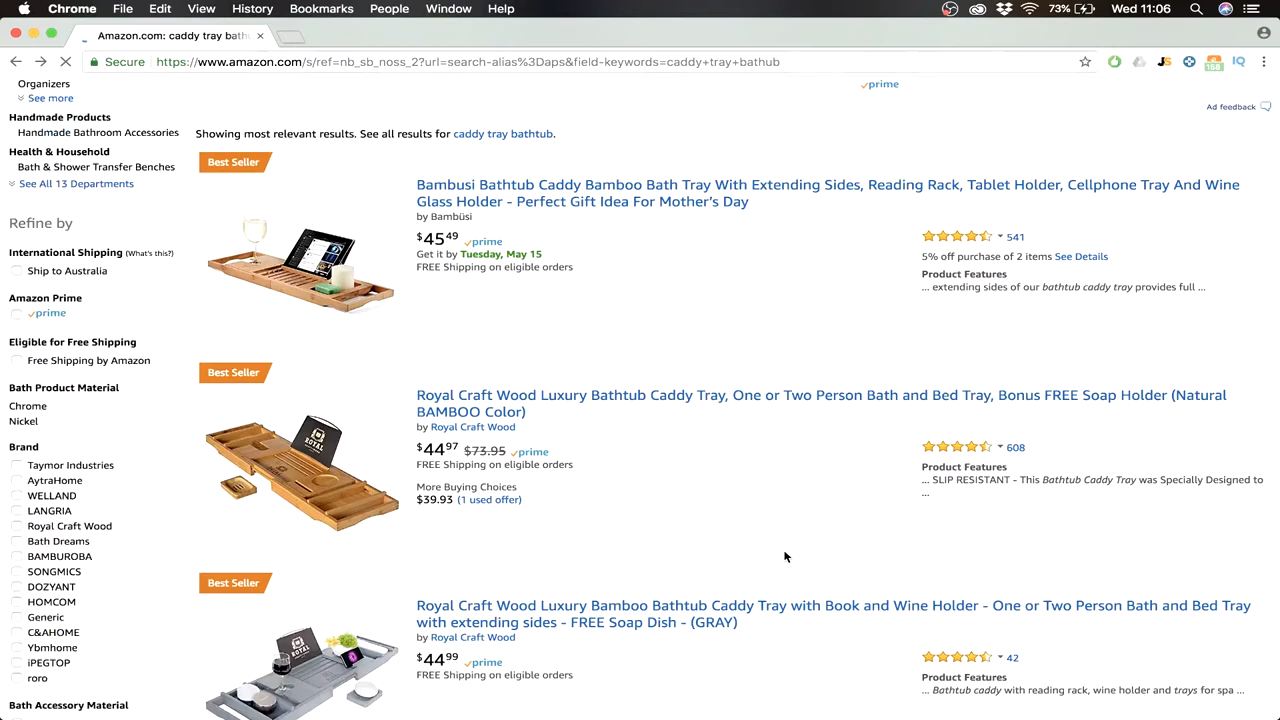 Chrome File Edit View History Bookmarks People Window Help 73% Wed 11:06
Amazon.com: caddy tray bath
Secure https://www.amazon.com/s/ref=nb_sb_noss_2?url=search-alias%3Daps&field-keywords=caddy+tray+bathub
JS 188 IQ
Organizers
See more
prime
Ad feedback
Handmade Products
Handmade Bathroom Accessories
Health & Household
Bath & Shower Transfer Benches
See All 13 Departments
Refine by
International Shipping (What's this?)
Ship to Australia
Amazon Prime
prime
Eligible for Free Shipping
Free Shipping by Amazon
Bath Product Material
Chrome
Nickel
Brand
Taymor Industries
AytraHome
WELLAND
LANGRIA
Royal Craft Wood
Bath Dreams
BAMBUROBA
SONGMICS
DOZYANT
HOMCOM
Generic
C&AHOME
Ybmhome
iPEGTOP
roro
Bath Accessory Material
Showing most relevant results. See all results for caddy tray bathtub.
Best Seller
Bambusi Bathtub Caddy Bamboo Bath Tray With Extending Sides, Reading Rack, Tablet Holder, Cellphone Tray And Wine
Glass Holder - Perfect Gift Idea For Mother's Day
by Bambüsi
$45 49 prime
Get it by Tuesday, May 15
FREE Shipping on eligible orders
541
5% off purchase of 2 items See Details
Product Features
... extending sides of our bathtub caddy tray provides full ...
Best Seller
Royal Craft Wood Luxury Bathtub Caddy Tray, One or Two Person Bath and Bed Tray, Bonus FREE Soap Holder (Natural
BAMBOO Color)
by Royal Craft Wood
$44 97 $73.95 prime
FREE Shipping on eligible orders
More Buying Choices
$39.93 (1 used offer)
608
Product Features
... SLIP RESISTANT - This Bathtub Caddy Tray was Specially Designed to
...
ROYAL
Best Seller
Royal Craft Wood Luxury Bamboo Bathtub Caddy Tray with Book and Wine Holder - One or Two Person Bath and Bed Tray
with extending sides - FREE Soap Dish - (GRAY)
by Royal Craft Wood
$44 99 prime
FREE Shipping on eligible orders
42
Product Features
... Bathtub caddy with reading rack, wine holder and trays for spa ...
ROYAL